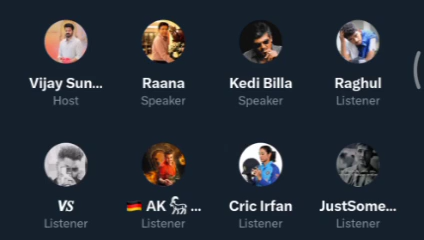 Vijay Sun... Raana Kedi Billa Raghul
Host Speaker Speaker Listener
VS 🇩🇪 AK 🐅 ... Cric Irfan JustSome...
Listener Listener Listener Listener